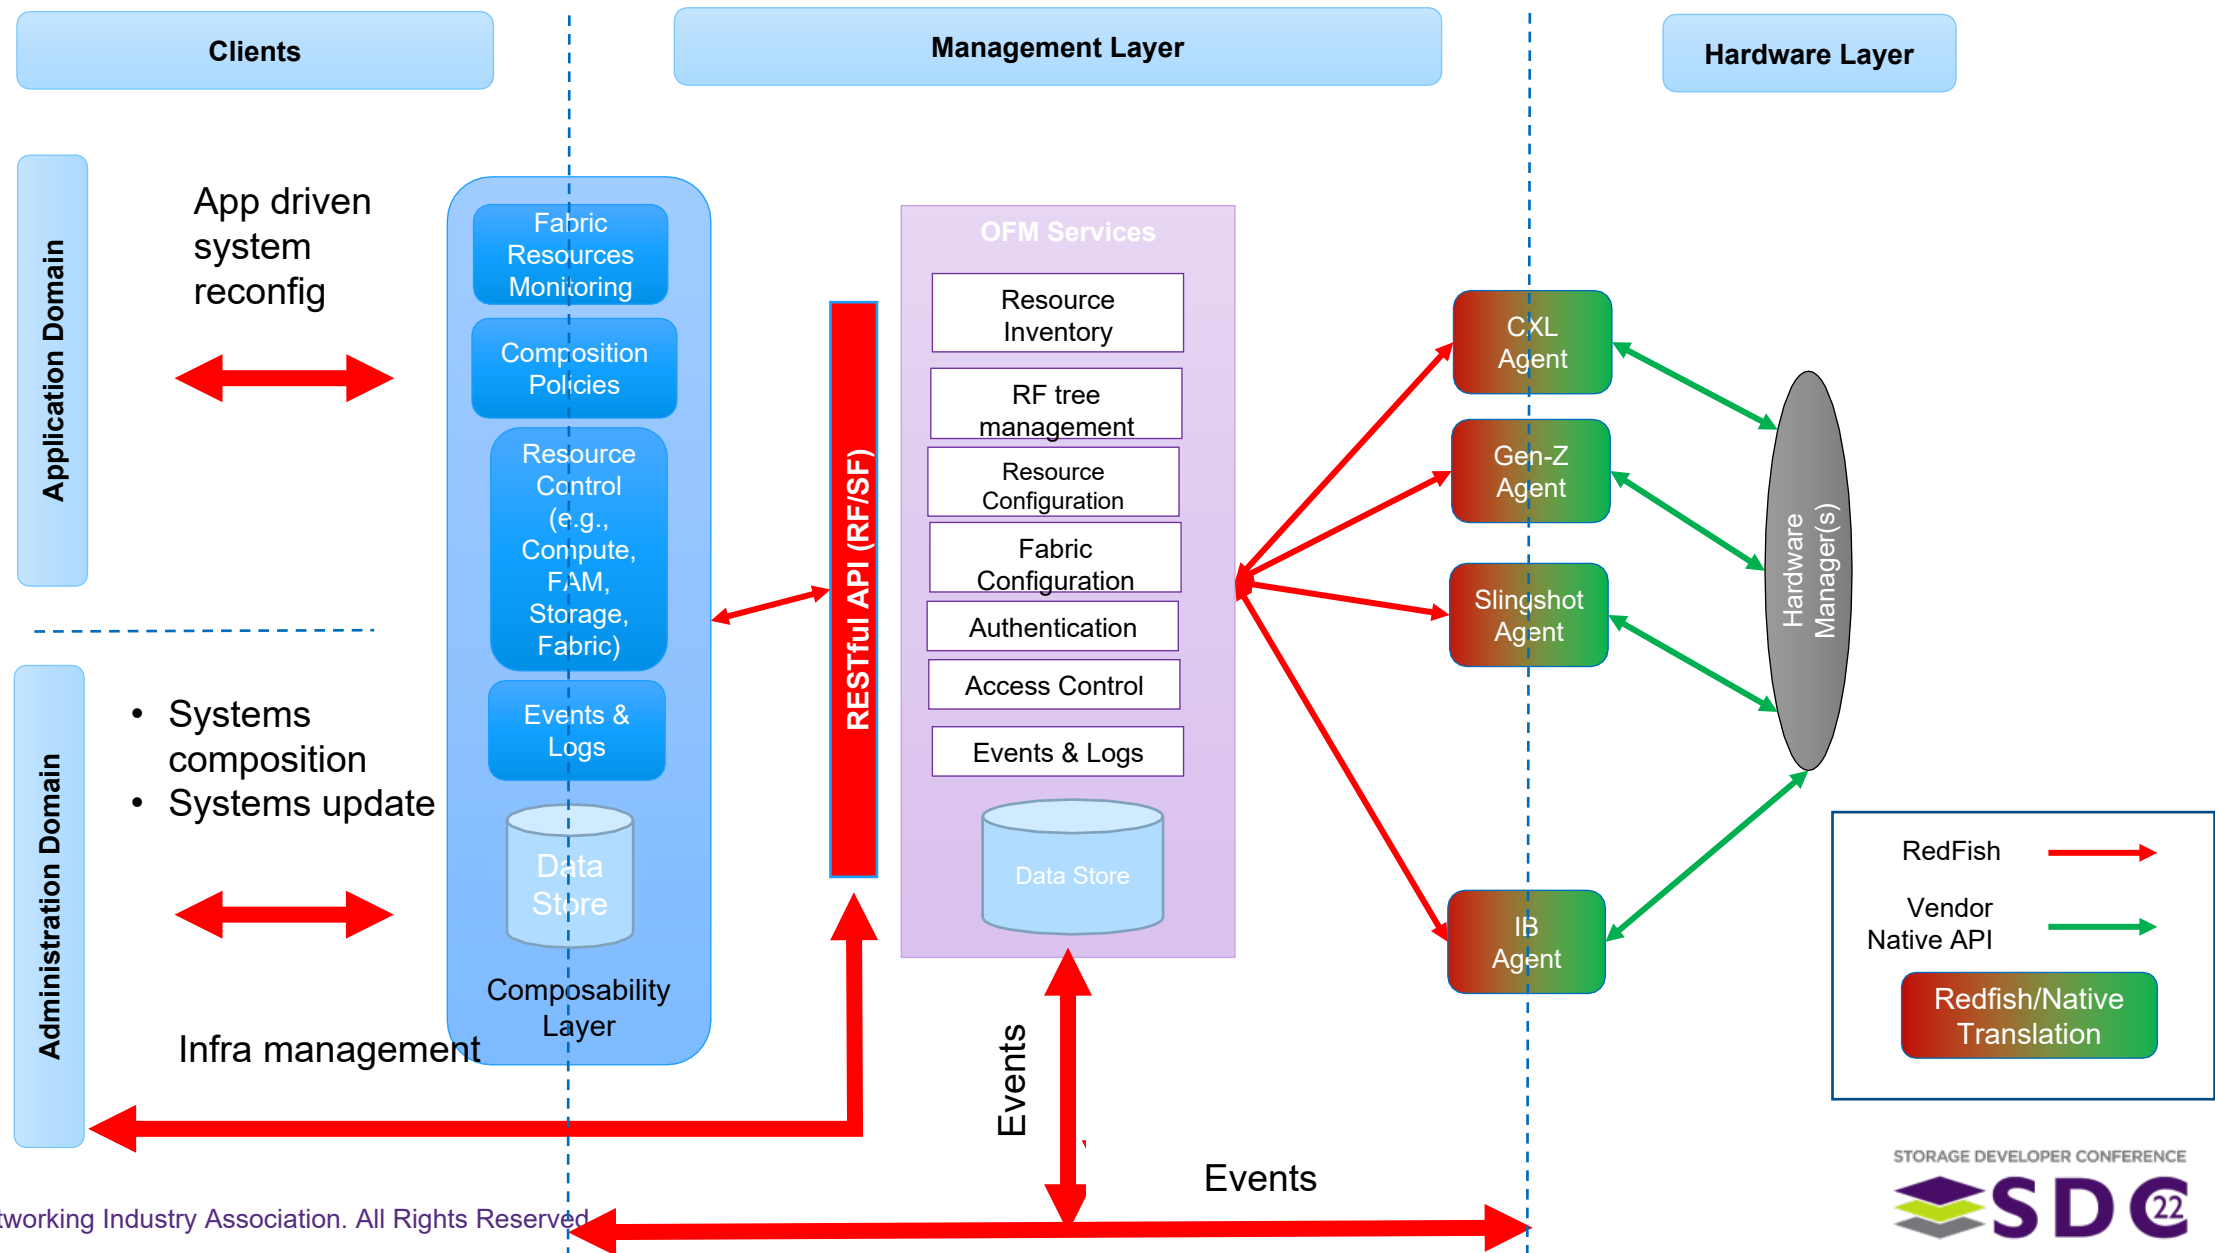 Clients
Management Layer
Hardware Layer
Application Domain
App driven
system
reconfig
Fabric
Resources
Monitoring
Composition
Policies
Resource
Control
(e.g.,
Compute,
FAM,
Storage,
Fabric)
Events &
Logs
Data
Store
Composability
Layer
RESTful API (RF/SF)
OFM Services
Resource
Inventory
RF tree
management
Resource
Configuration
Fabric
Configuration
Authentication
Access Control
Events & Logs
Data Store
CXL
Agent
Gen-Z
Agent
Slingshot
Agent
IB
Agent
Hardware
Manager(s)
Administration Domain
• Systems
composition
• Systems update
Infra management
Events
Events
RedFish
Vendor
Native API
Redfish/Native
Translation
tworking Industry Association. All Rights Reserved
STORAGE DEVELOPER CONFERENCE
SDC 22